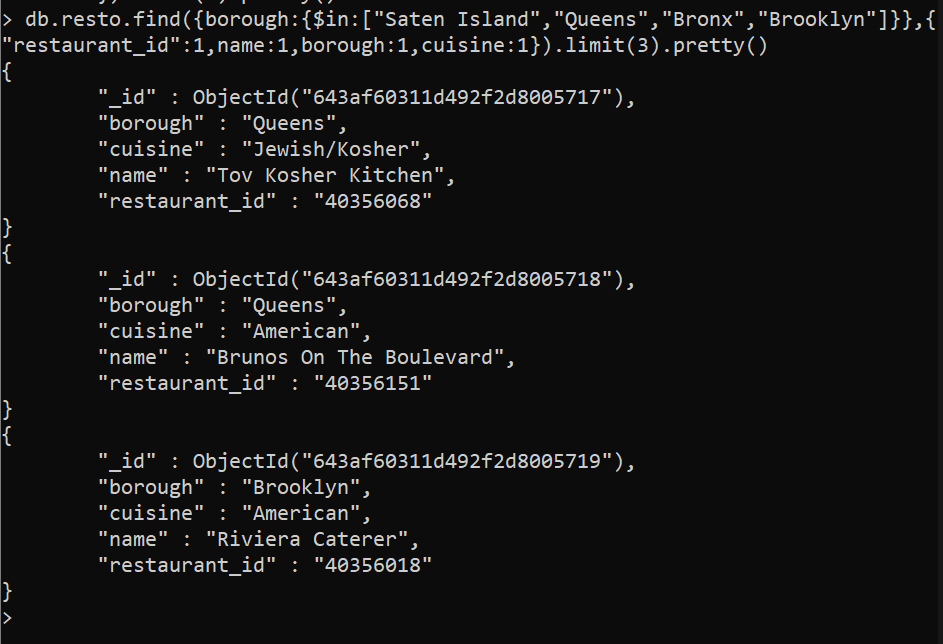 > db.resto.find({borough:{$in:["Saten Island","Queens","Bronx","Brooklyn"]}},{
"restaurant_id":1,name:1,borough:1,cuisine:1}).limit(3).pretty()
{
        "_id" : ObjectId("643af60311d492f2d8005717"),
        "borough" : "Queens",
        "cuisine" : "Jewish/Kosher",
        "name" : "Tov Kosher Kitchen",
        "restaurant_id" : "40356068"
}
{
        "_id" : ObjectId("643af60311d492f2d8005718"),
        "borough" : "Queens",
        "cuisine" : "American",
        "name" : "Brunos On The Boulevard",
        "restaurant_id" : "40356151"
}
{
        "_id" : ObjectId("643af60311d492f2d8005719"),
        "borough" : "Brooklyn",
        "cuisine" : "American",
        "name" : "Riviera Caterer",
        "restaurant_id" : "40356018"
}
>